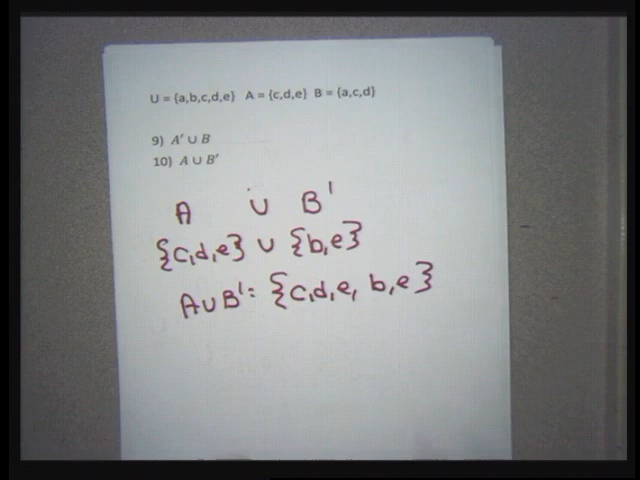 U = {a,b,c,d,e} A = {c,d,e} B = {a,c,d}
9) A′ ∪ B
10) A ∪ B′
A ∪ B'
{c,d,e} ∪ {b,e}
A∪B': {c,d,e, b,e}